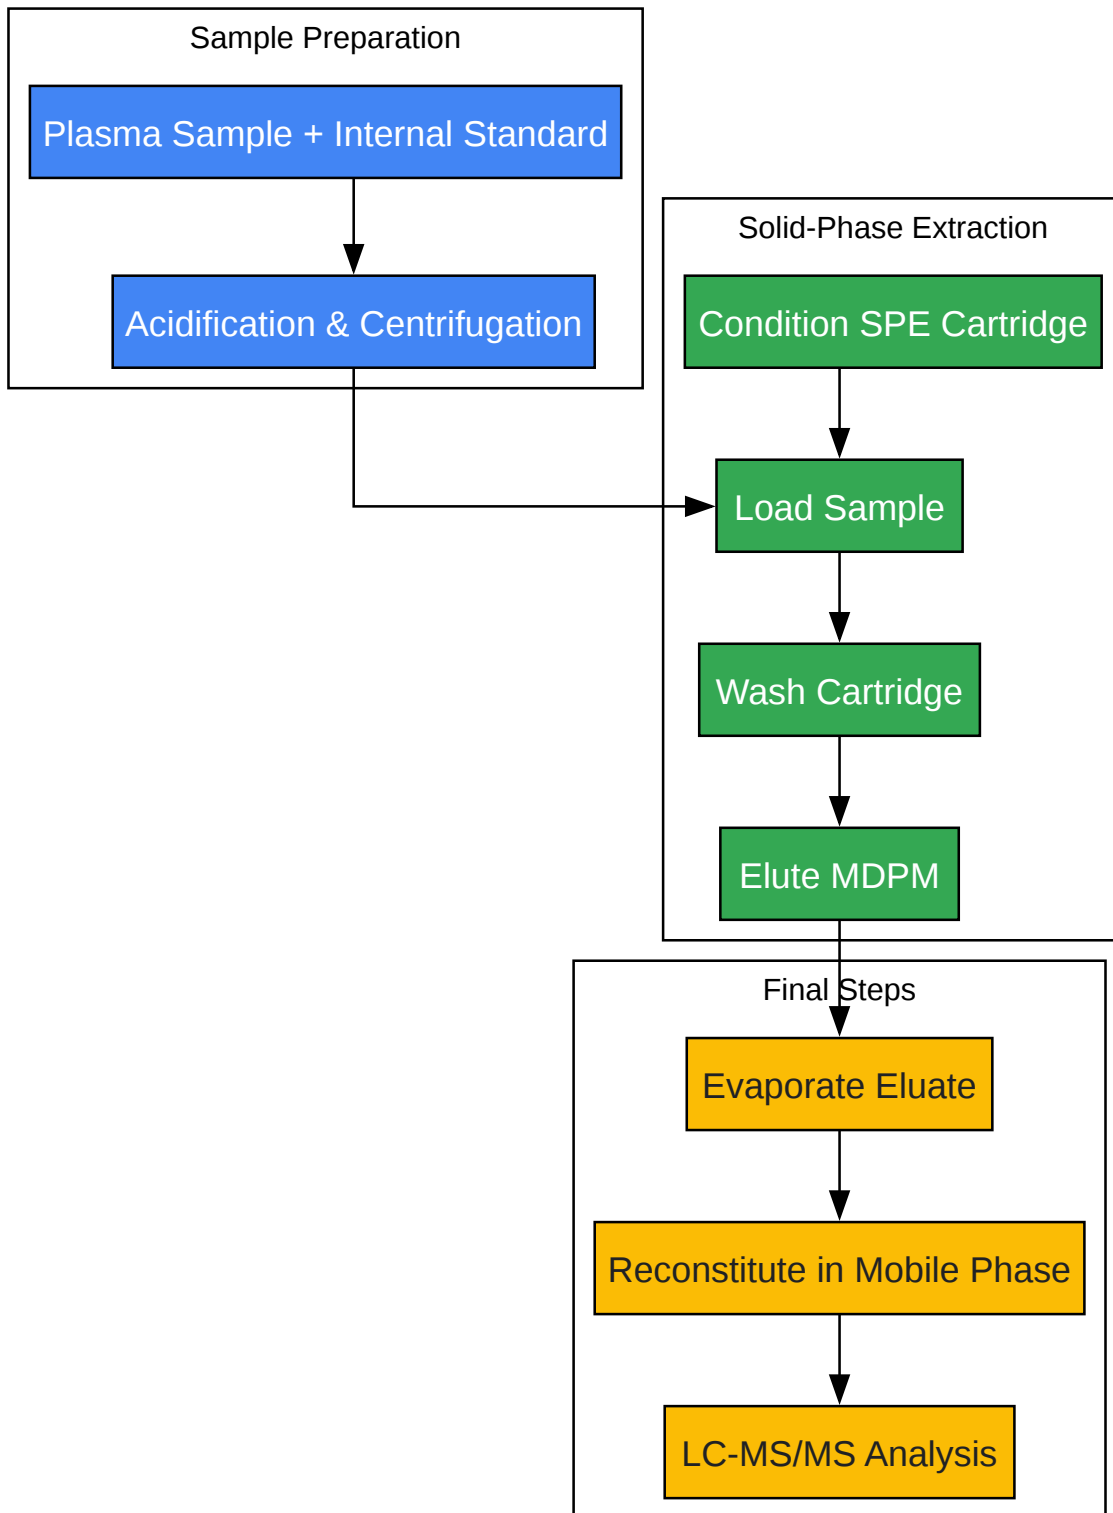 Sample Preparation
Plasma Sample + Internal Standard
Acidification & Centrifugation
Solid-Phase Extraction
Condition SPE Cartridge
Load Sample
Wash Cartridge
Elute MDPM
Final Steps
Evaporate Eluate
Reconstitute in Mobile Phase
LC-MS/MS Analysis